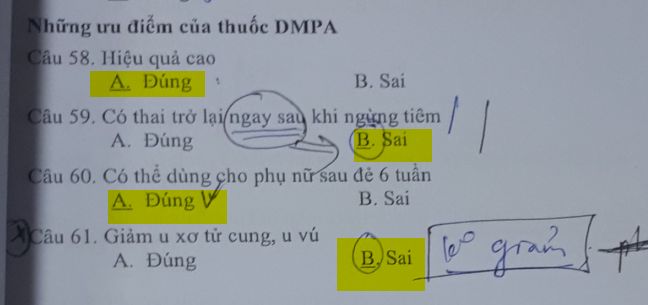 Những ưu điểm của thuốc DMPA
Câu 58. Hiệu quả cao
A. Đúng B. Sai
Câu 59. Có thai trở lại ngay sau khi ngừng tiêm
A. Đúng B. Sai
Câu 60. Có thể dùng cho phụ nữ sau đẻ 6 tuần
A. Đúng B. Sai
Câu 61. Giảm u xơ tử cung, u vú
A. Đúng B. Sai